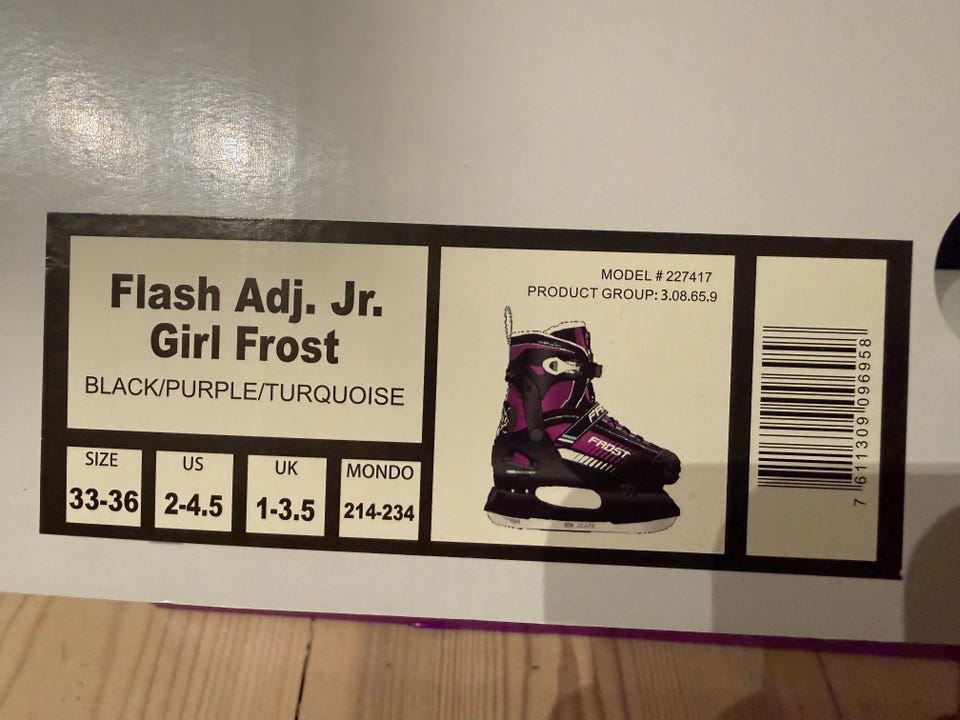 Flash Adj. Jr.
Girl Frost
BLACK/PURPLE/TURQUOISE
SIZE
33-36
US
2-4.5
UK
1-3.5
MONDO
214-234
MODEL # 227417
PRODUCT GROUP: 3.08.65.9
FROST
7 611309 096958